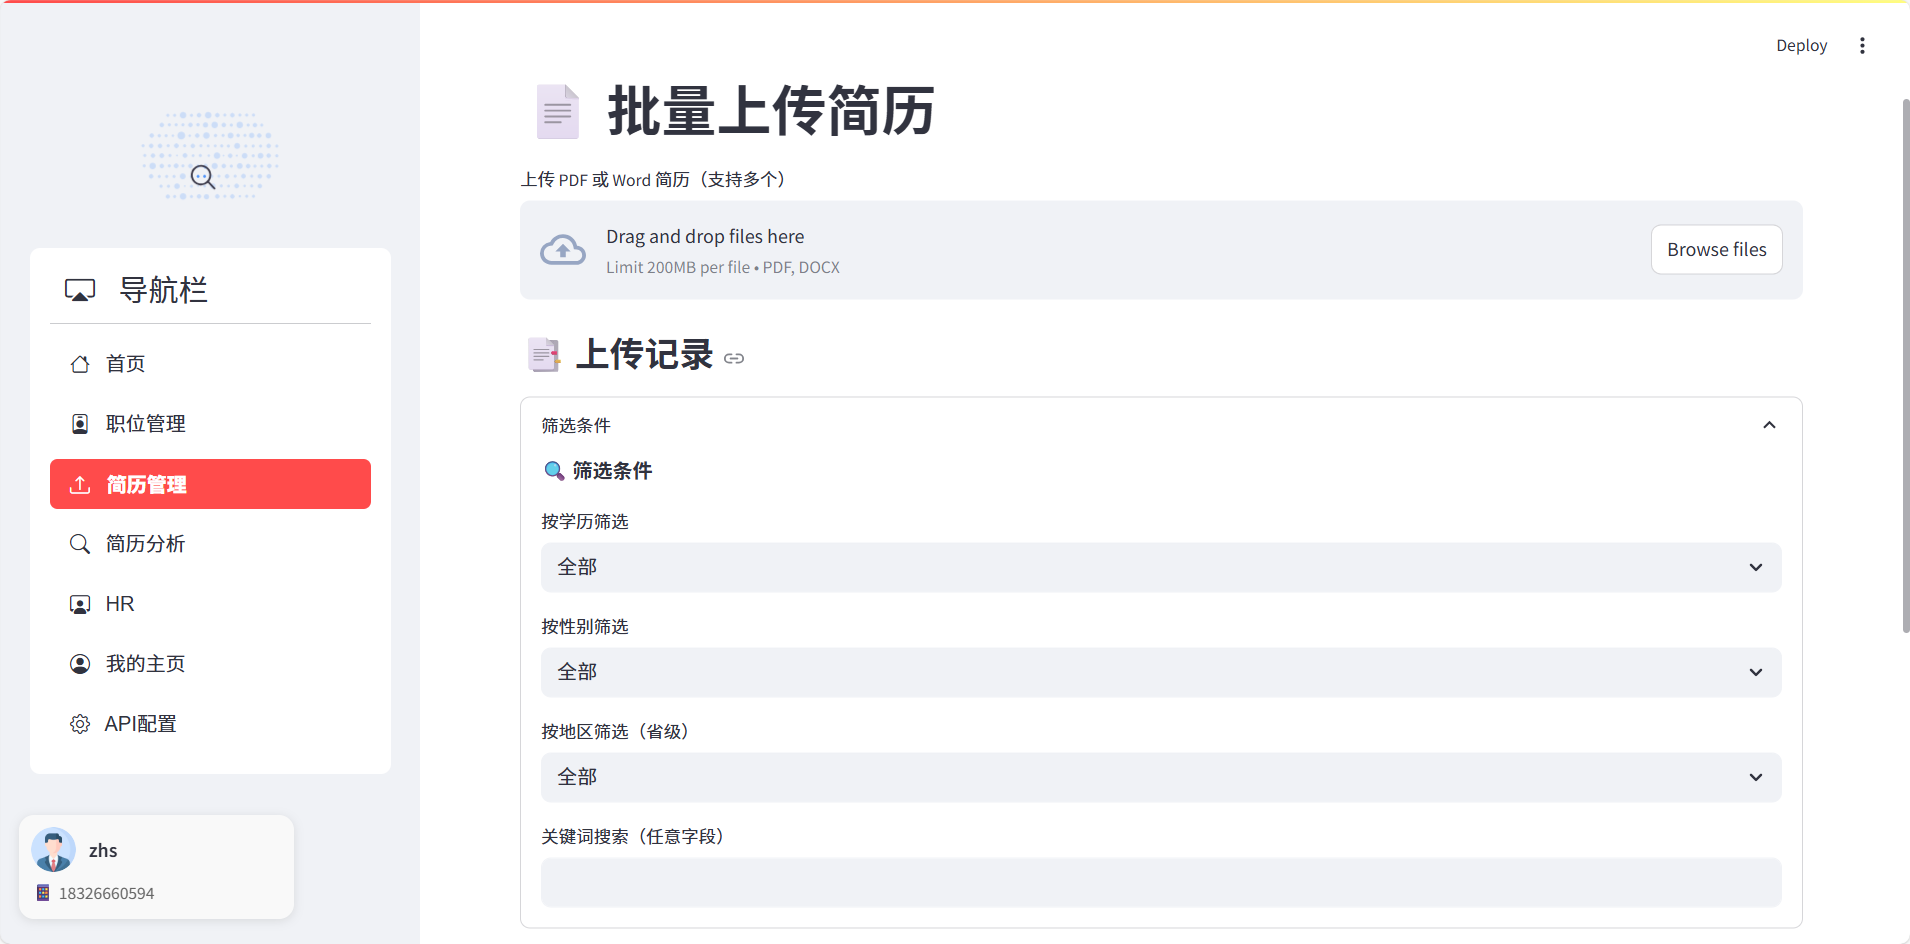 Deploy
批量上传简历
上传 PDF 或 Word 简历（支持多个）
Drag and drop files here
Limit 200MB per file • PDF, DOCX
Browse files
上传记录
筛选条件
筛选条件
按学历筛选
全部
按性别筛选
全部
按地区筛选（省级）
全部
关键词搜索（任意字段）
导航栏
首页
职位管理
简历管理
简历分析
HR
我的主页
API配置
zhs
18326660594